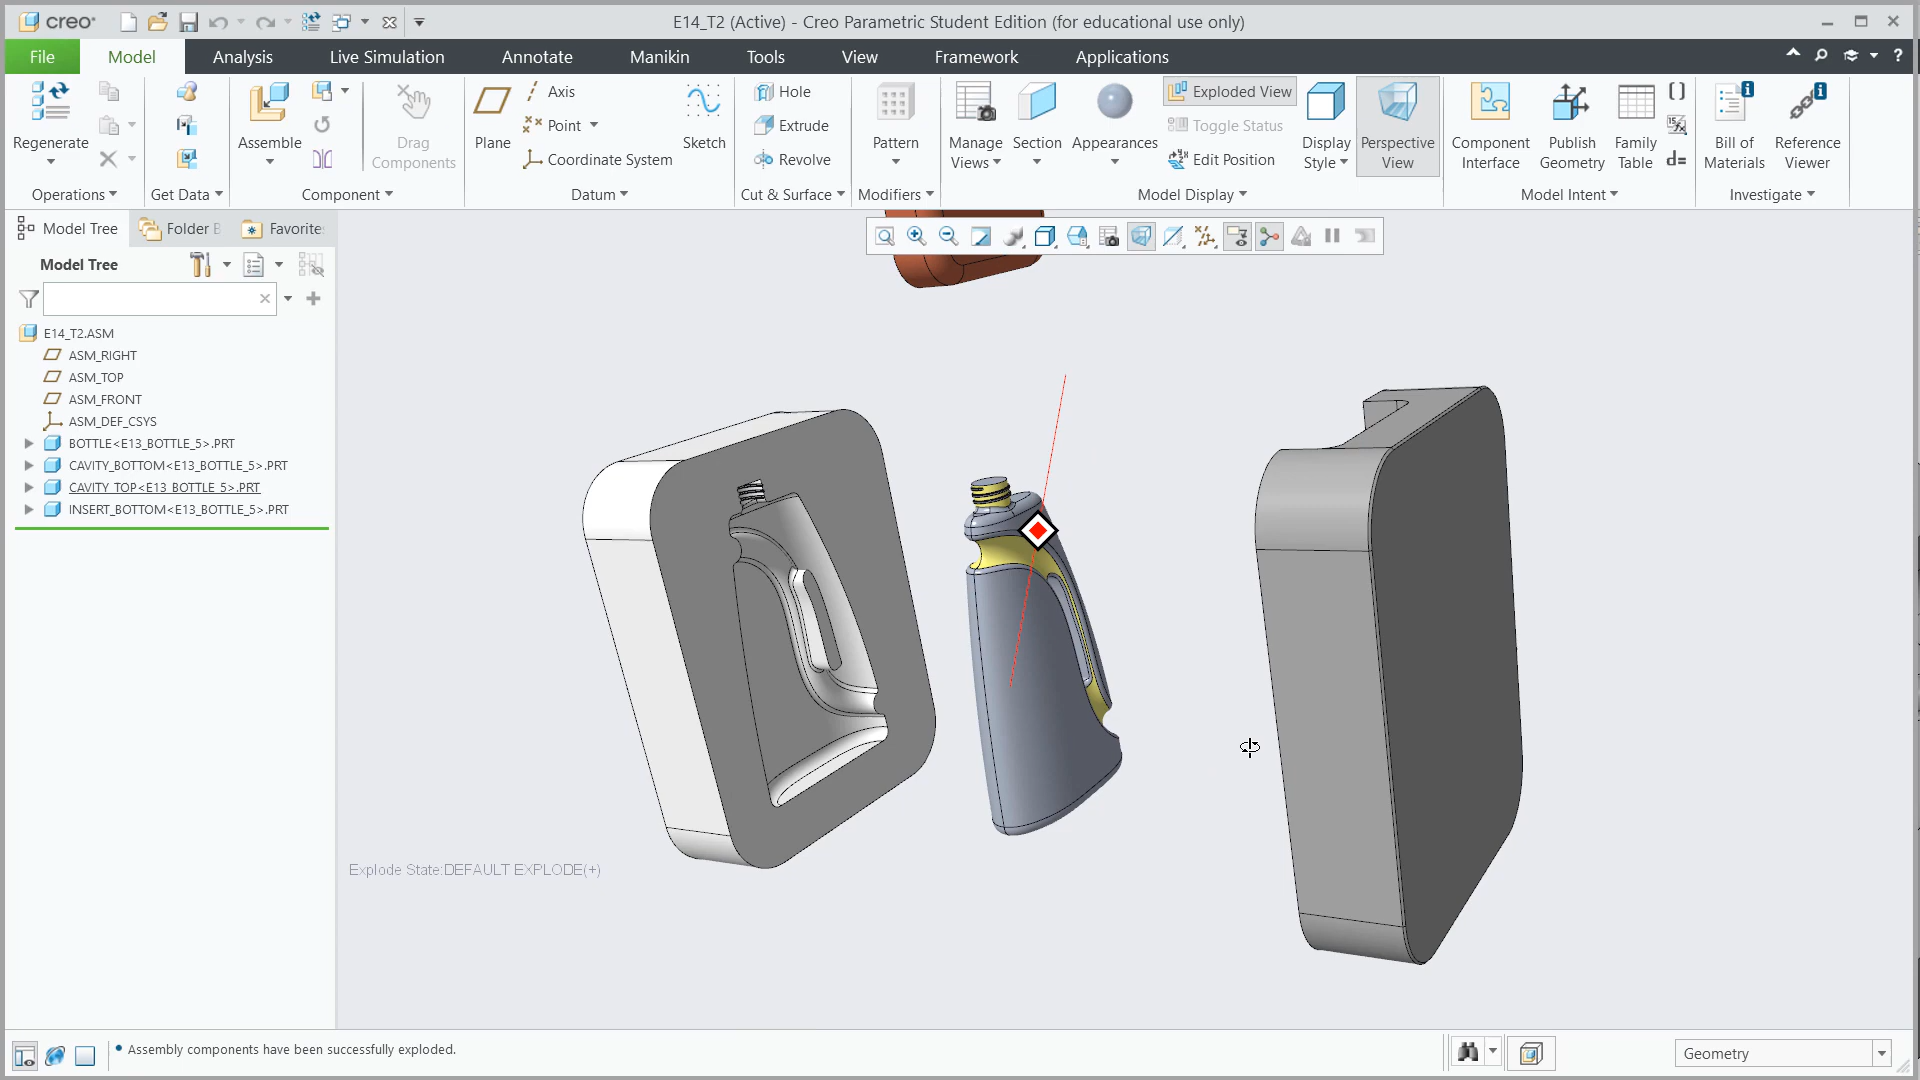 creo
E14_T2 (Active) - Creo Parametric Student Edition (for educational use only)
File
Model
Analysis
Live Simulation
Annotate
Manikin
Tools
View
Framework
Applications
Regenerate
Operations
Get Data
Assemble
Drag
Components
Component
Plane
Axis
Point
Coordinate System
Sketch
Datum
Hole
Extrude
Revolve
Cut & Surface
Pattern
Modifiers
Manage
Views
Section
Appearances
Exploded View
Toggle Status
Edit Position
Display
Style
Perspective
View
Model Display
Component
Interface
Publish
Geometry
Family
Table
Model Intent
Bill of
Materials
Reference
Viewer
Investigate
Model Tree
Folder B
Favorite
Model Tree
E14_T2.ASM
ASM_RIGHT
ASM_TOP
ASM_FRONT
ASM_DEF_CSYS
BOTTLE<E13_BOTTLE_5>.PRT
CAVITY_BOTTOM<E13_BOTTLE_5>.PRT
CAVITY_TOP<E13_BOTTLE_5>.PRT
INSERT_BOTTOM<E13_BOTTLE_5>.PRT
Explode State:DEFAULT EXPLODE(+)
Assembly components have been successfully exploded.
Geometry